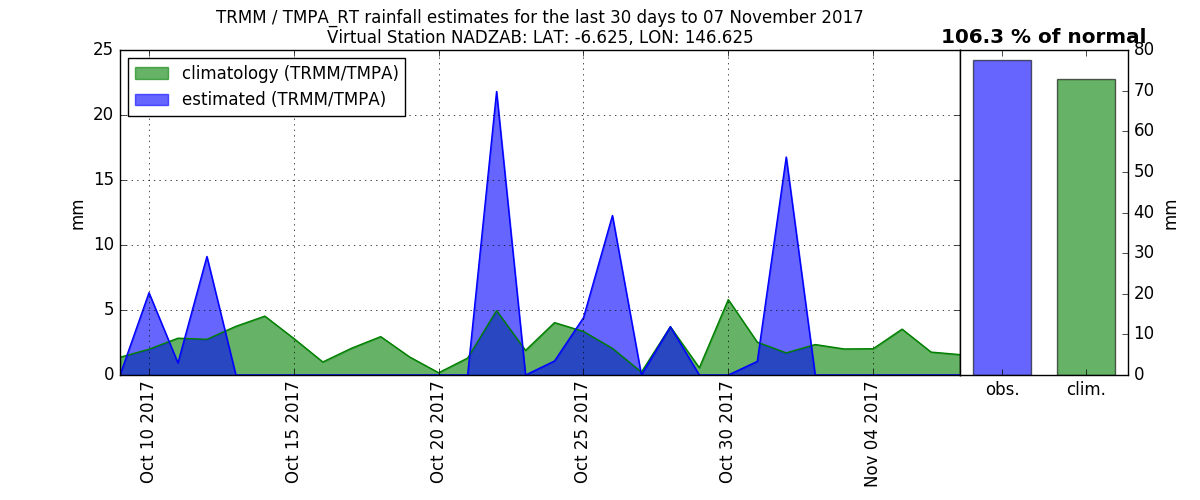 TRMM / TMPA_RT rainfall estimates for the last 30 days to 07 November 2017
Virtual Station NADZAB: LAT: -6.625, LON: 146.625
106.3 % of normal
climatology (TRMM/TMPA)
estimated (TRMM/TMPA)
mm
25
20
15
10
5
0
Oct 10 2017
Oct 15 2017
Oct 20 2017
Oct 25 2017
Oct 30 2017
Nov 04 2017
obs.
clim.
80
70
60
50
40
30
20
10
0
mm